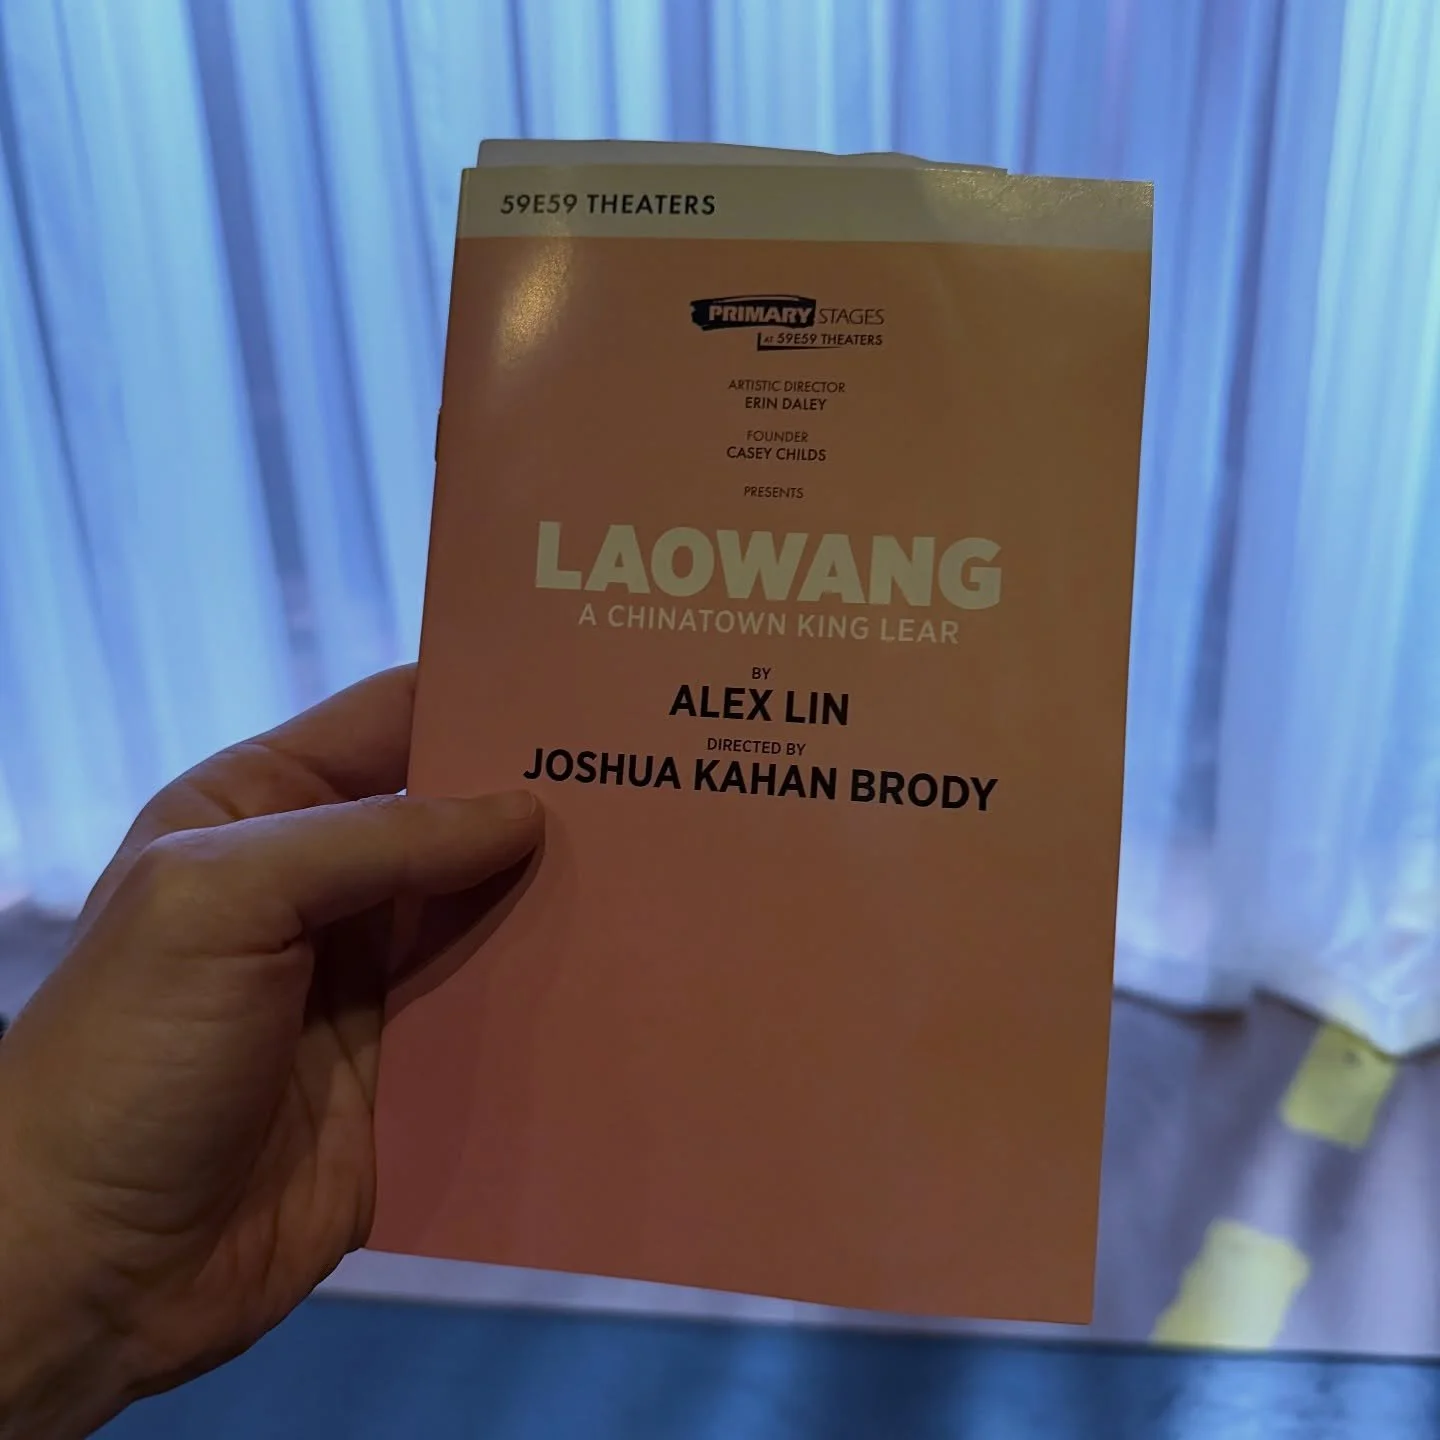 59E59 THEATERS
PRIMARY STAGES
AT 59E59 THEATERS
ARTISTIC DIRECTOR
ERIN DALEY
FOUNDER
CASEY CHILDS
PRESENTS
LAOWANG
A CHINATOWN KING LEAR
BY
ALEX LIN
DIRECTED BY
JOSHUA KAHAN BRODY